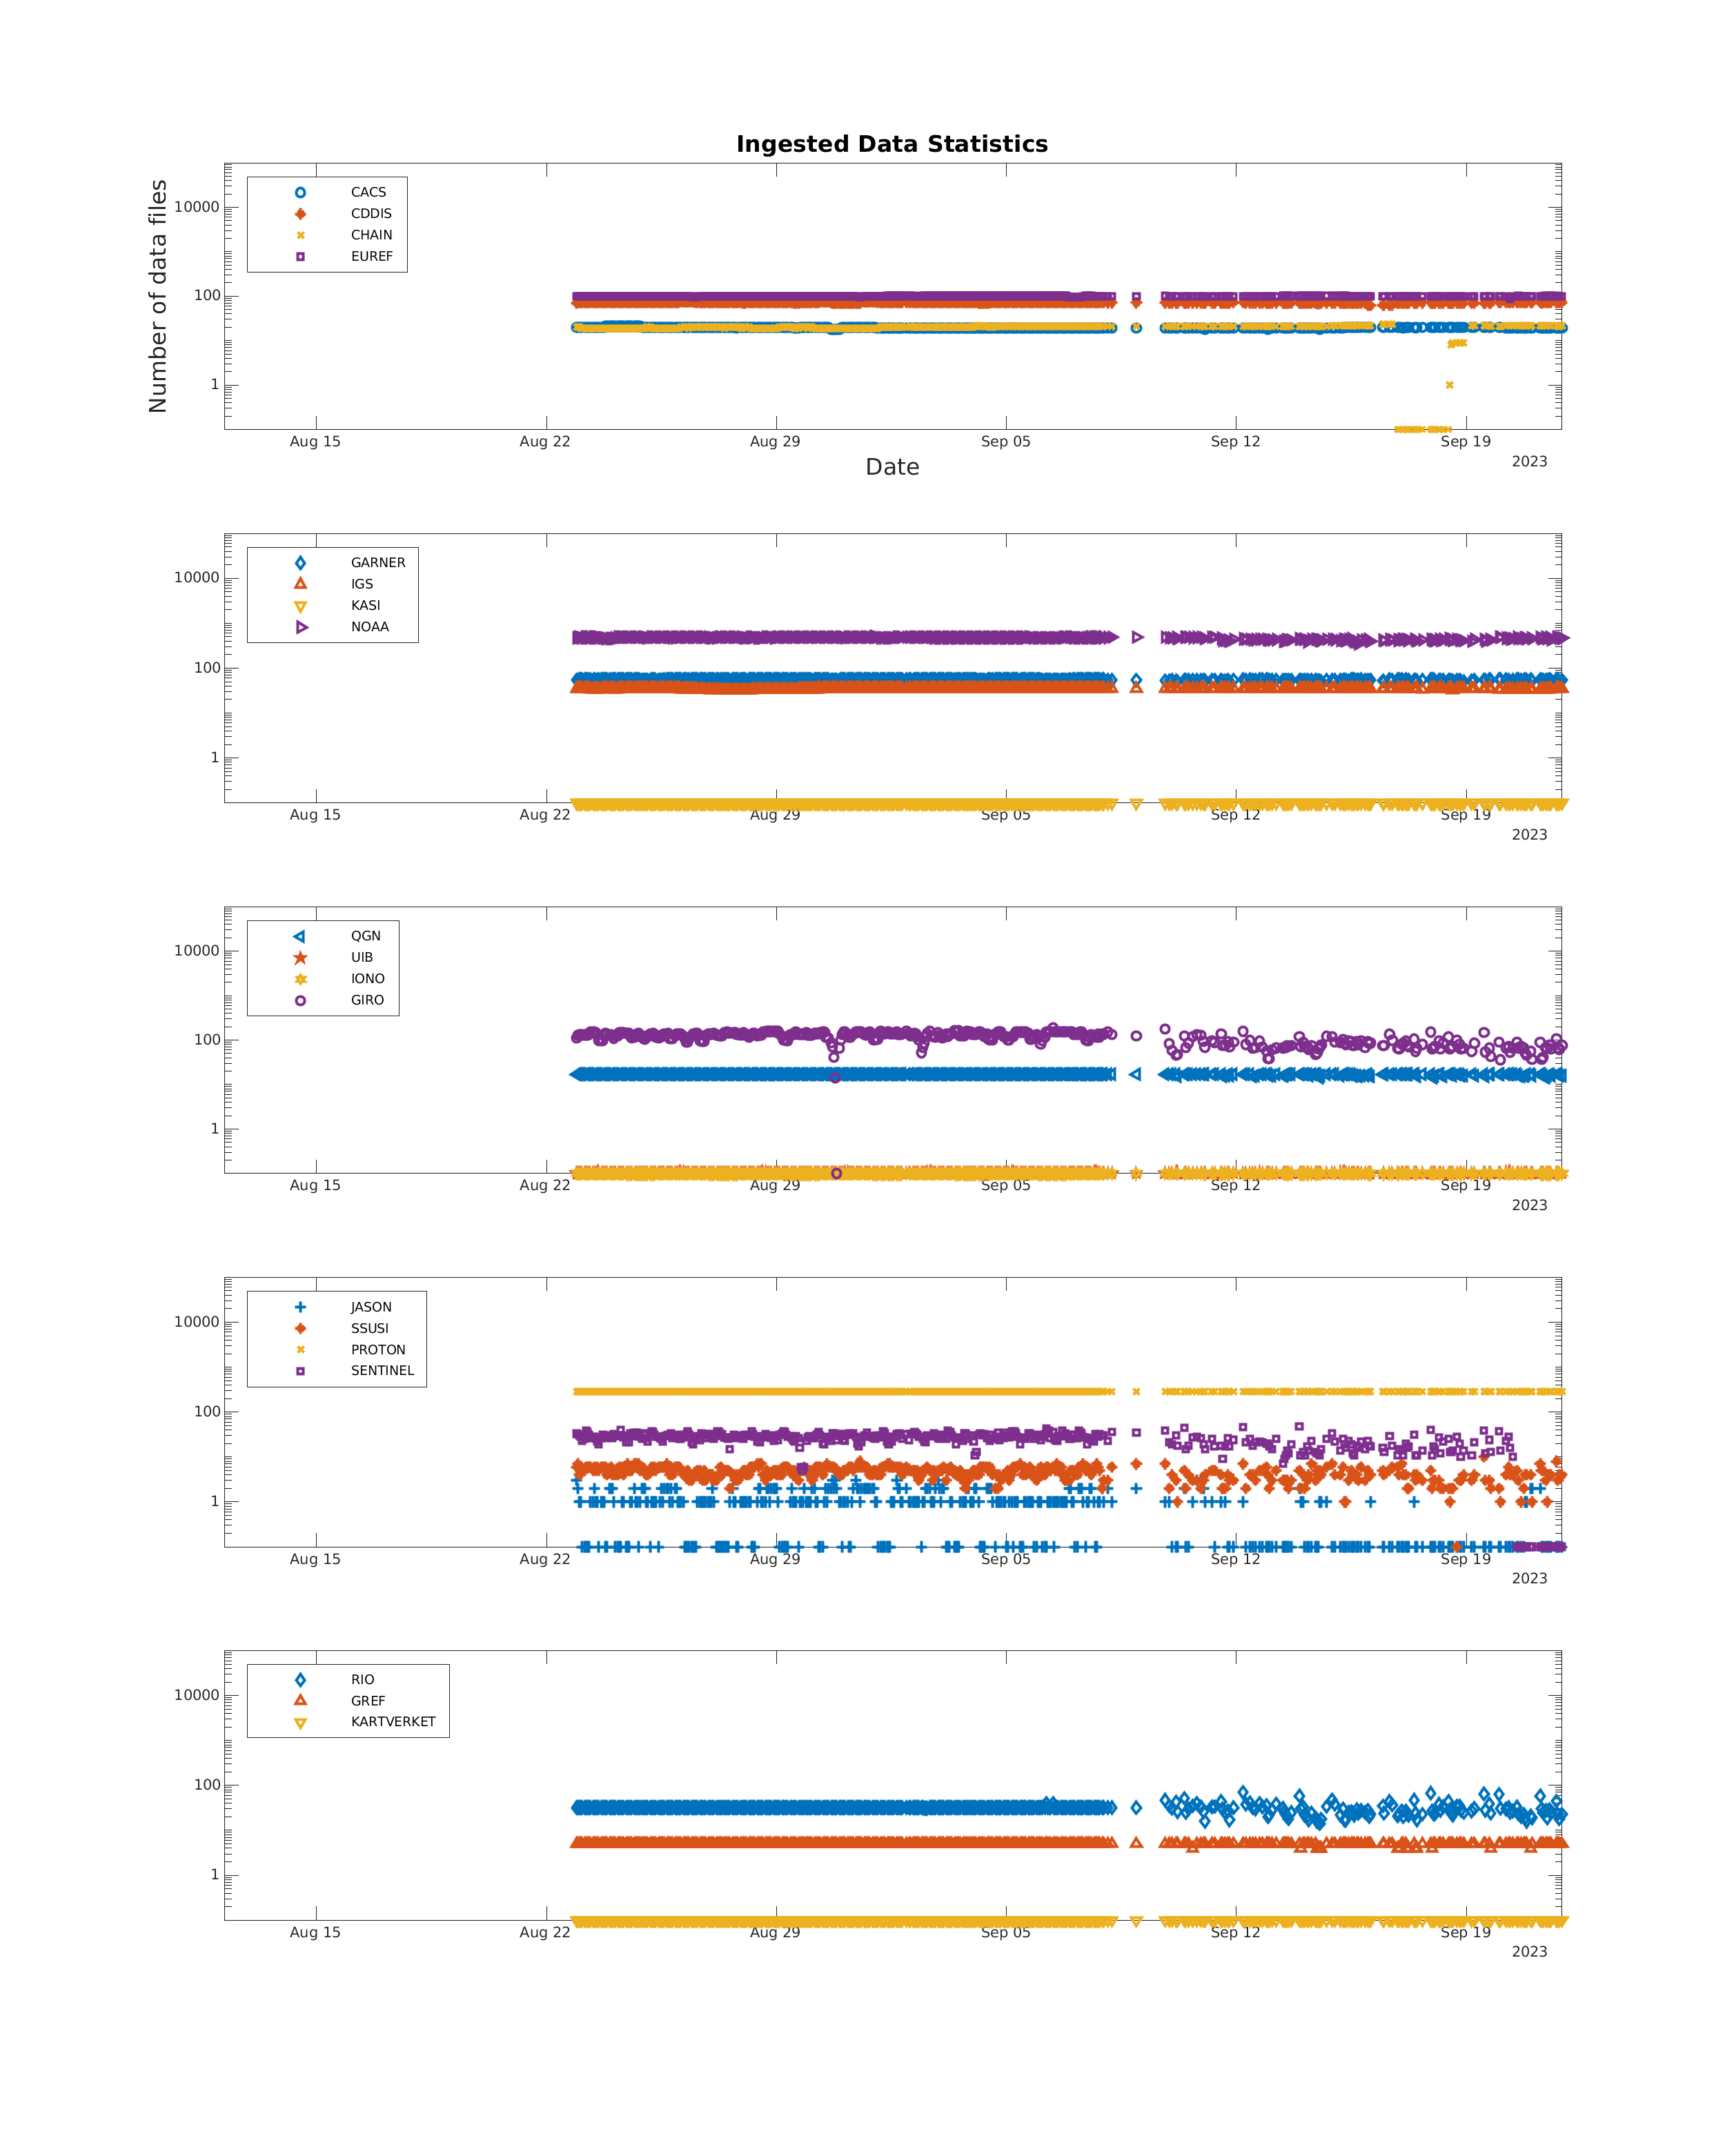 Ingested Data Statistics
Number of data files
10000
100
1
CACS
CDDIS
CHAIN
EUREF
Aug 15
Aug 22
Aug 29
Sep 05
Sep 12
Sep 19
2023
Date
10000
100
1
GARNER
IGS
KASI
NOAA
Aug 15
Aug 22
Aug 29
Sep 05
Sep 12
Sep 19
2023
10000
100
1
QGN
UIB
IONO
GIRO
Aug 15
Aug 22
Aug 29
Sep 05
Sep 12
Sep 19
2023
10000
100
1
JASON
SSUSI
PROTON
SENTINEL
Aug 15
Aug 22
Aug 29
Sep 05
Sep 12
Sep 19
2023
10000
100
1
RIO
GREF
KARTVERKET
Aug 15
Aug 22
Aug 29
Sep 05
Sep 12
Sep 19
2023